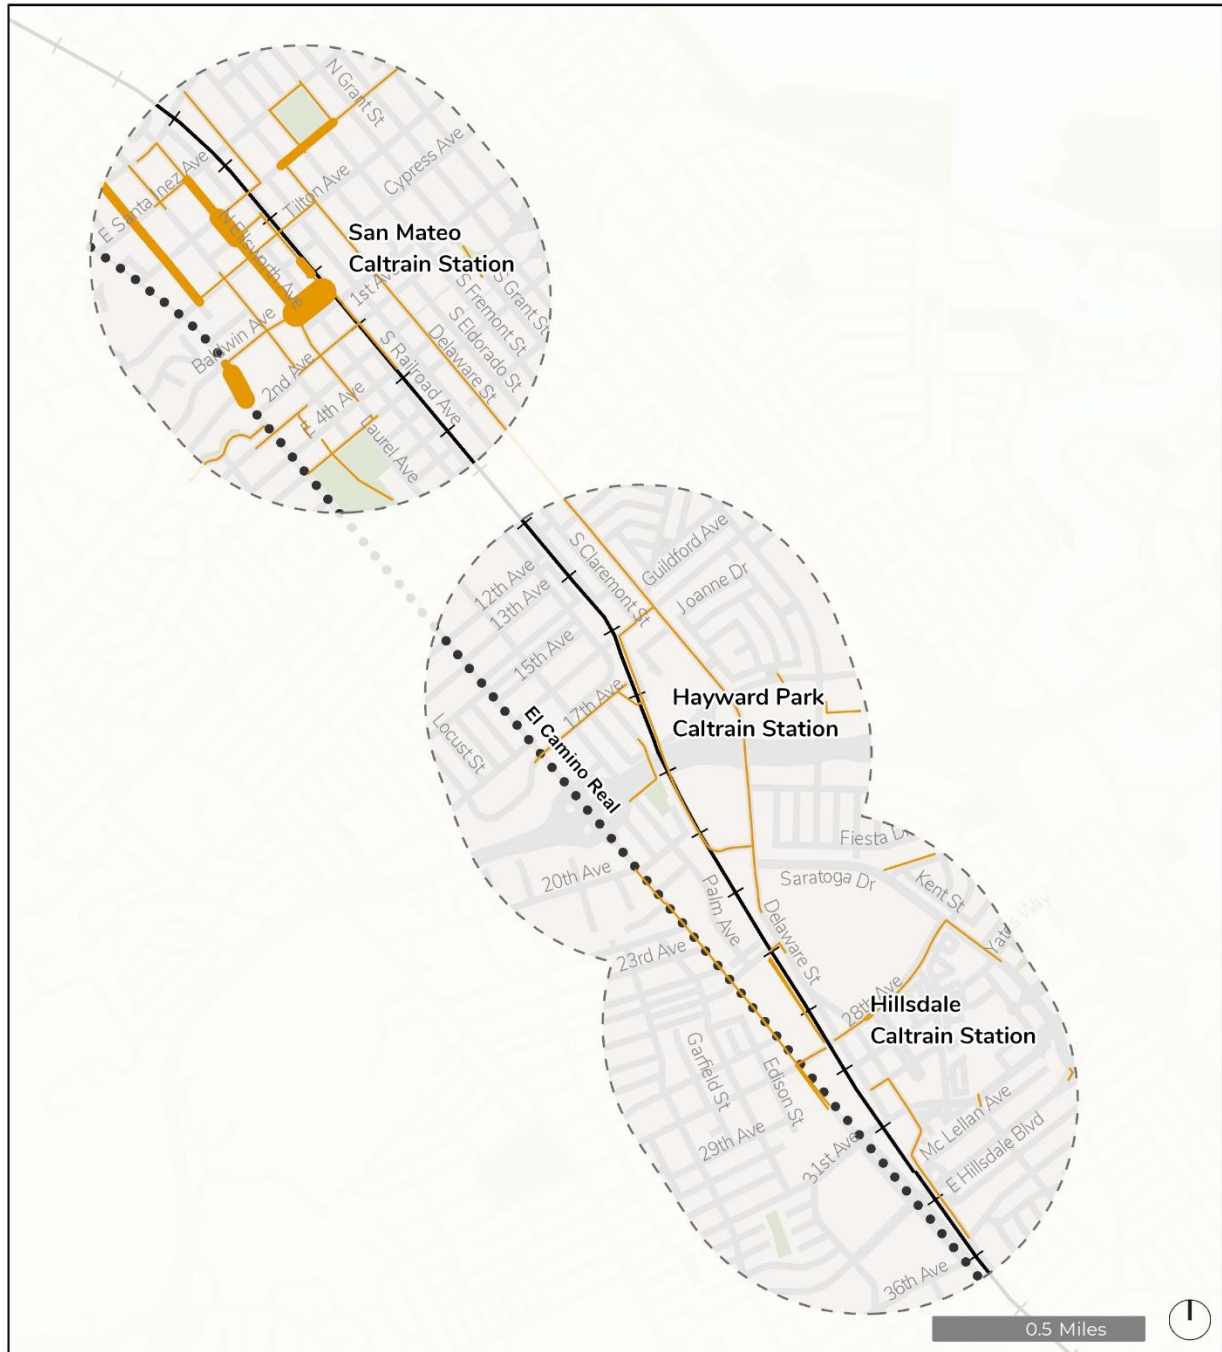 N Grant St
Cypress Ave
E Santa Inez Ave
Tilton Ave
N Ellsworth Ave
San Mateo
Caltrain Station
1st Ave
S Grant St
S Fremont St
S Eldorado St
Delaware St
Baldwin Ave
2nd Ave
S Railroad Ave
E 4th Ave
Laurel Ave
S Claremont St
Guildford Ave
12th Ave
13th Ave
Joanne Dr
15th Ave
17th Ave
Hayward Park
Caltrain Station
Locust St
El Camino Real
Fiesta Dr
20th Ave
Saratoga Dr
Kent St
Palm Ave
Delaware St
Yates Way
23rd Ave
28th Ave
Hillsdale
Caltrain Station
Garfield St
Edison St
29th Ave
31st Ave
Mc Lellan Ave
E Hillsdale Blvd
36th Ave
0.5 Miles